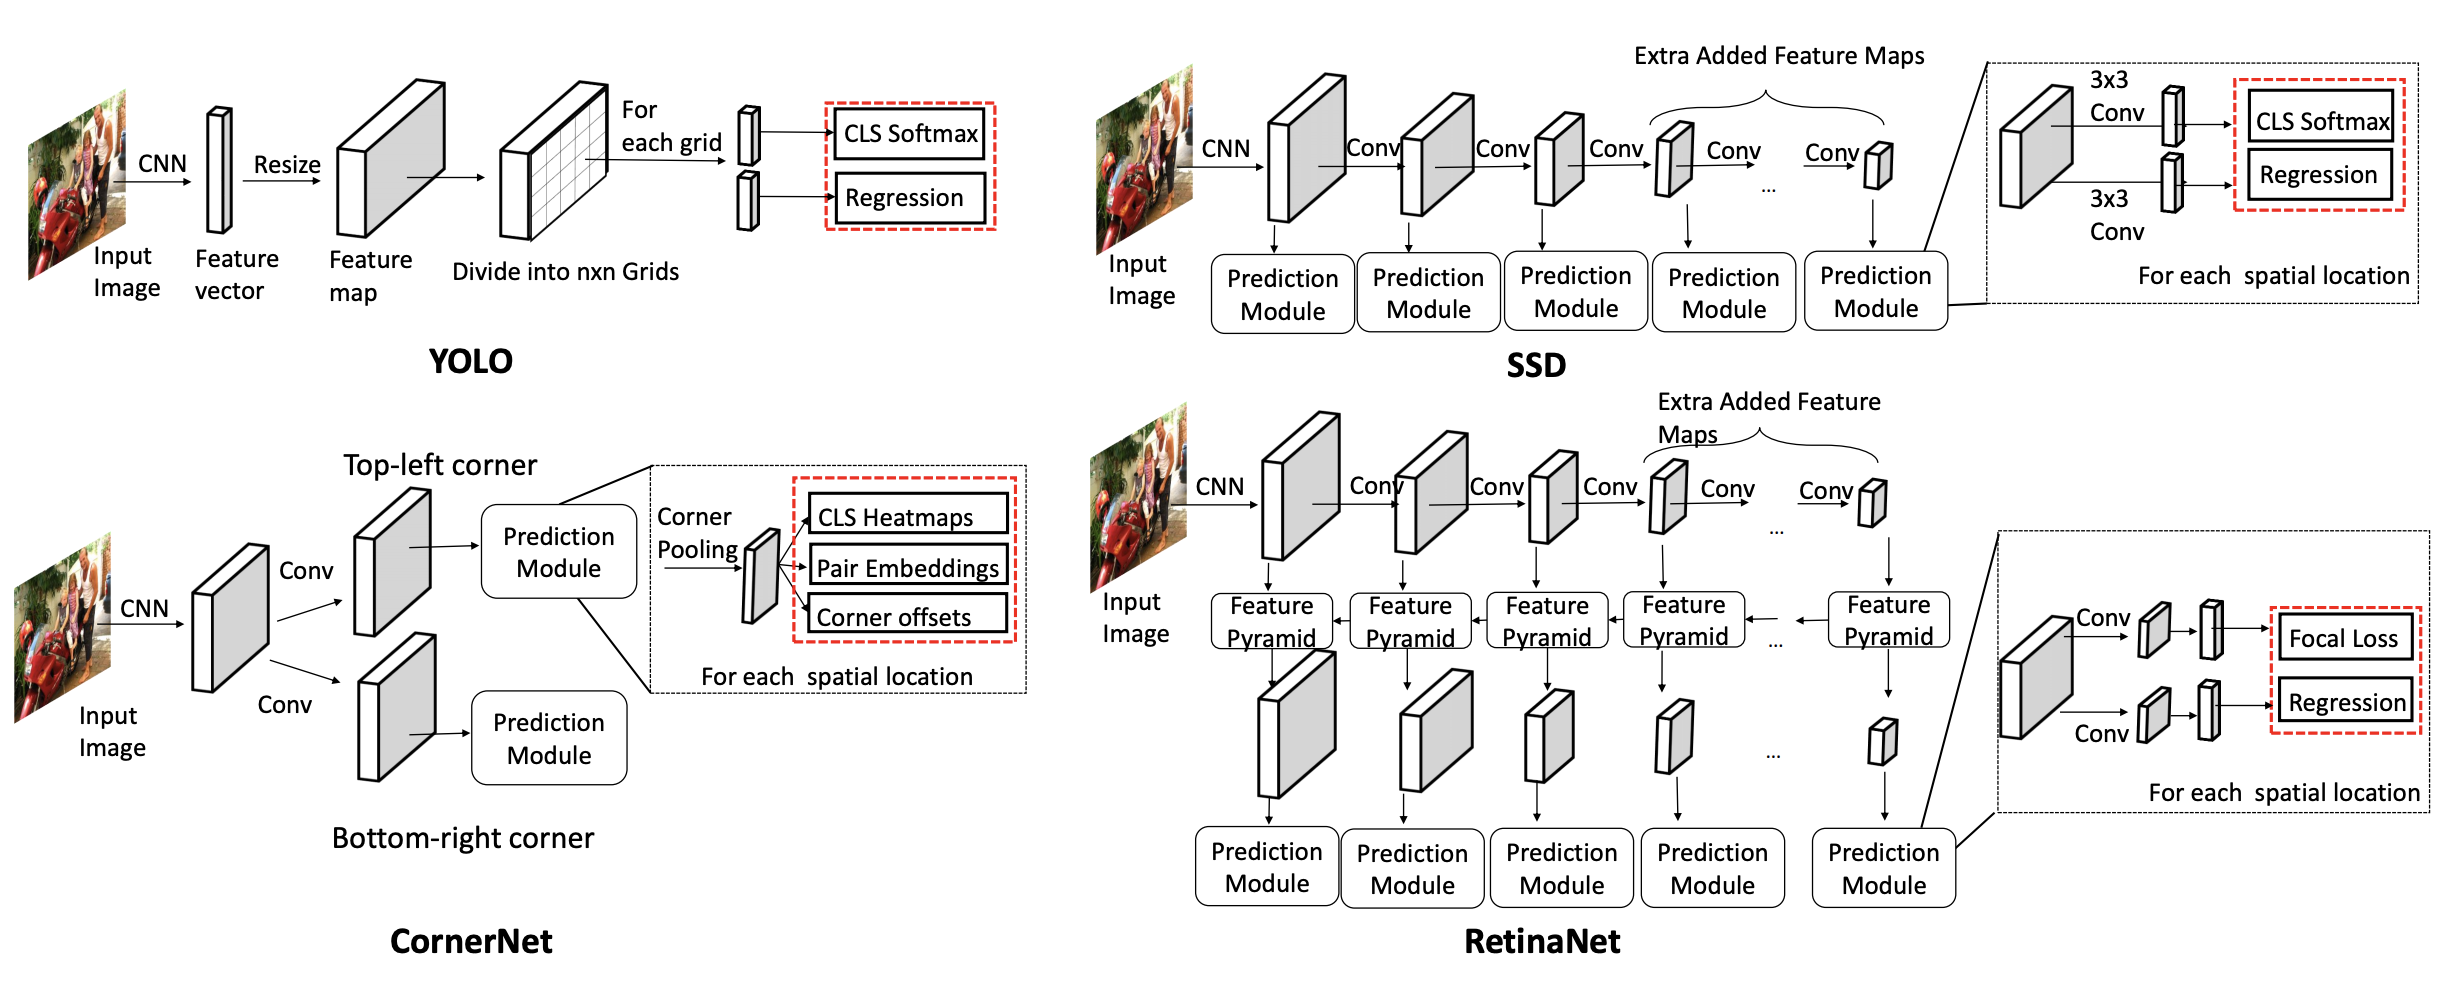 CNN
Resize
For
each grid
CLS Softmax
Regression
Input
Image
Feature
vector
Feature
map
Divide into nxn Grids
YOLO
Extra Added Feature Maps
CNN
Conv
Conv
Conv
Conv
...
Conv
Input
Image
Prediction
Module
Prediction
Module
Prediction
Module
Prediction
Module
Prediction
Module
3x3
Conv
3x3
Conv
CLS Softmax
Regression
For each spatial location
SSD
Top-left corner
CNN
Conv
Conv
Input
Image
Prediction
Module
Prediction
Module
Corner
Pooling
CLS Heatmaps
Pair Embeddings
Corner offsets
For each spatial location
Bottom-right corner
CornerNet
Extra Added Feature
Maps
CNN
Conv
Conv
Conv
Conv
...
Conv
Input
Image
Feature
Pyramid
Feature
Pyramid
Feature
Pyramid
Feature
Pyramid
...
Feature
Pyramid
...
Prediction
Module
Prediction
Module
Prediction
Module
Prediction
Module
Prediction
Module
Conv
Conv
Focal Loss
Regression
For each spatial location
RetinaNet